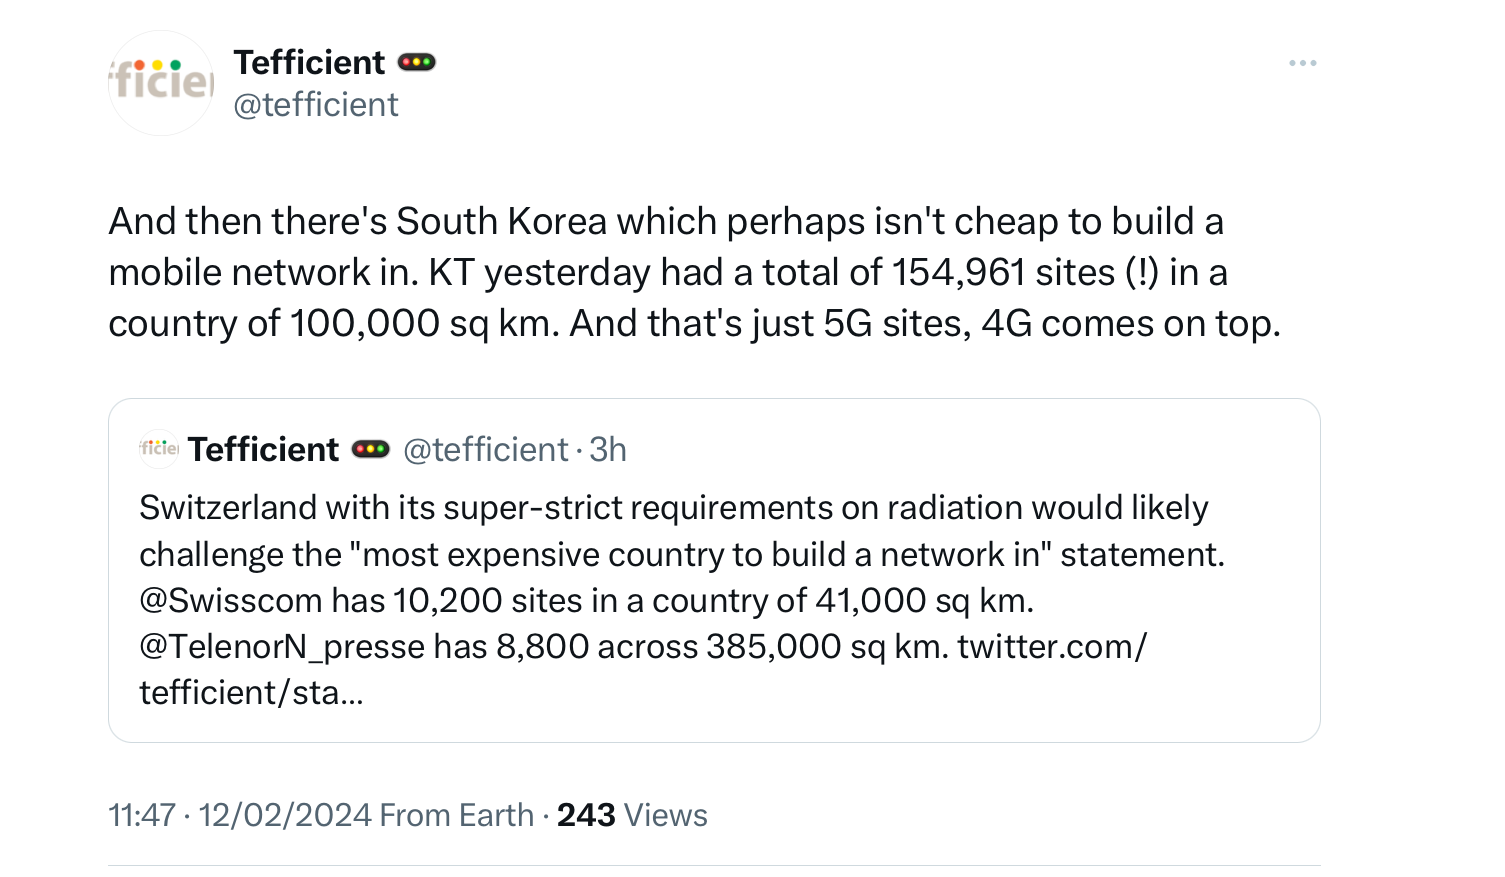 fficie
Tefficient 🚥
@tefficient
And then there's South Korea which perhaps isn't cheap to build a
mobile network in. KT yesterday had a total of 154,961 sites (!) in a
country of 100,000 sq km. And that's just 5G sites, 4G comes on top.
fficie Tefficient 🚥 @tefficient · 3h
Switzerland with its super-strict requirements on radiation would likely
challenge the "most expensive country to build a network in" statement.
@Swisscom has 10,200 sites in a country of 41,000 sq km.
@TelenorN_presse has 8,800 across 385,000 sq km. twitter.com/
tefficient/sta…
11:47 · 12/02/2024 From Earth · 243 Views